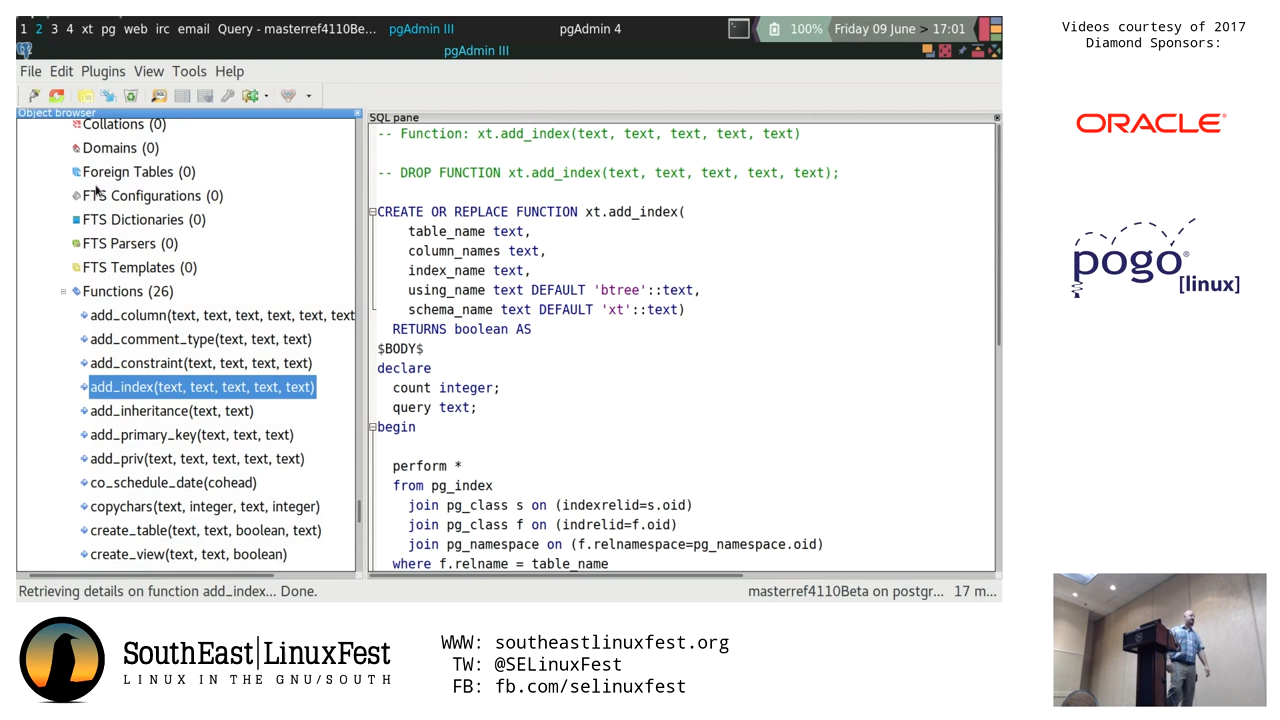 1 2 3 4 xt pg web irc email Query - masterref4110Be... pgAdmin III pgAdmin 4 100% Friday 09 June > 17:01
pgAdmin III
File Edit Plugins View Tools Help
Object browser
Collations (0)
Domains (0)
Foreign Tables (0)
FTS Configurations (0)
FTS Dictionaries (0)
FTS Parsers (0)
FTS Templates (0)
Functions (26)
add_column(text, text, text, text, text, text
add_comment_type(text, text, text)
add_constraint(text, text, text, text)
add_index(text, text, text, text, text)
add_inheritance(text, text)
add_primary_key(text, text, text)
add_priv(text, text, text, text, text)
co_schedule_date(cohead)
copychars(text, integer, text, integer)
create_table(text, text, boolean, text)
create_view(text, text, boolean)
SQL pane
-- Function: xt.add_index(text, text, text, text, text)
-- DROP FUNCTION xt.add_index(text, text, text, text, text);
CREATE OR REPLACE FUNCTION xt.add_index(
table_name text,
column_names text,
index_name text,
using_name text DEFAULT 'btree'::text,
schema_name text DEFAULT 'xt'::text)
RETURNS boolean AS
$BODY$
declare
count integer;
query text;
begin
perform *
from pg_index
join pg_class s on (indexrelid=s.oid)
join pg_class f on (indrelid=f.oid)
join pg_namespace on (f.relnamespace=pg_namespace.oid)
where f.relname = table_name
Retrieving details on function add_index... Done. masterref4110Beta on postgr... 17 m...
Videos courtesy of 2017
Diamond Sponsors:
ORACLE®
pogo®
[linux]
SouthEast|LinuxFest
LINUX IN THE GNU/SOUTH
WWW: southeastlinuxfest.org
TW: @SELinuxFest
FB: fb.com/selinuxfest